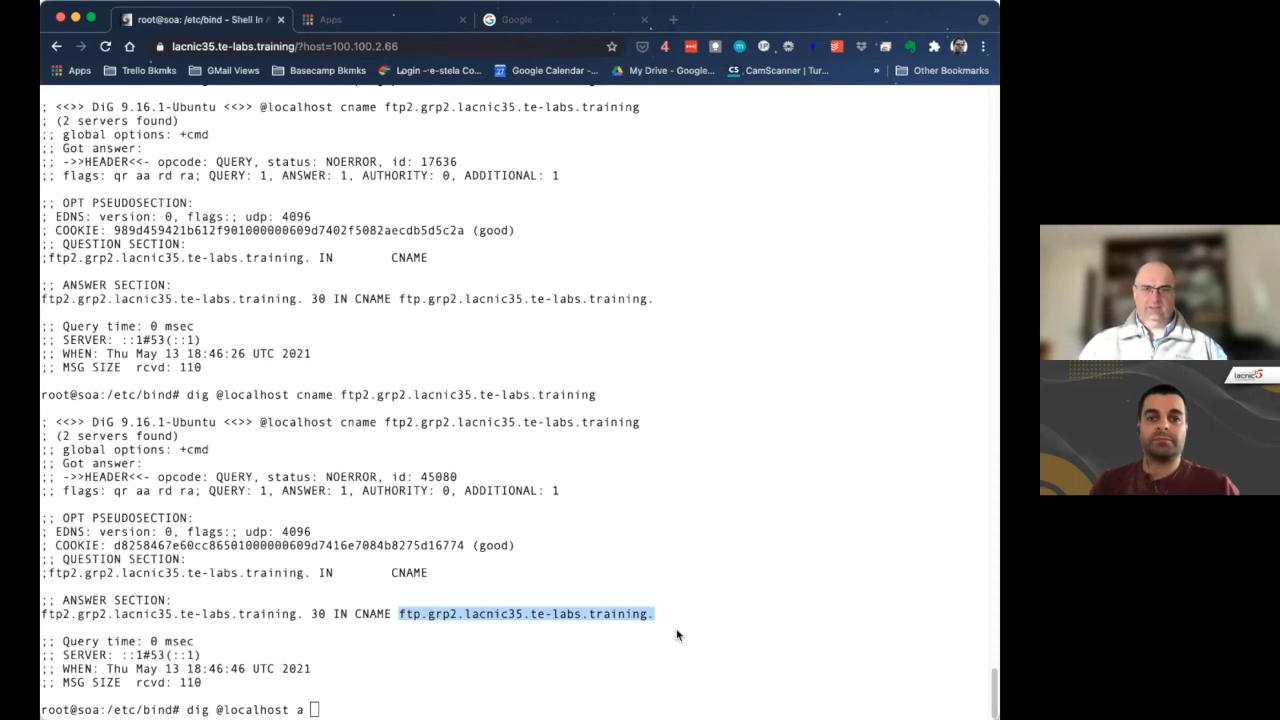 root@soa: /etc/bind - Shell In A
Apps
Google
lacnic35.te-labs.training/?host=100.100.2.66
4
Apps
Trello Bkmks
GMail Views
Basecamp Bkmks
Login - e-stela Co...
27
Google Calendar -...
My Drive - Google...
CS.
CamScanner | Tur...
»
Other Bookmarks
; <<>> DiG 9.16.1-Ubuntu <<>> @localhost cname ftp2.grp2.lacnic35.te-labs.training
; (2 servers found)
;; global options: +cmd
;; Got answer:
;; ->>HEADER<<- opcode: QUERY, status: NOERROR, id: 17636
;; flags: qr aa rd ra; QUERY: 1, ANSWER: 1, AUTHORITY: 0, ADDITIONAL: 1
;; OPT PSEUDOSECTION:
; EDNS: version: 0, flags:; udp: 4096
; COOKIE: 989d459421b612f901000000609d7402f5082aecdb5d5c2a (good)
;; QUESTION SECTION:
;ftp2.grp2.lacnic35.te-labs.training. IN CNAME
;; ANSWER SECTION:
ftp2.grp2.lacnic35.te-labs.training. 30 IN CNAME ftp.grp2.lacnic35.te-labs.training.
;; Query time: 0 msec
;; SERVER: ::1#53(::1)
;; WHEN: Thu May 13 18:46:26 UTC 2021
;; MSG SIZE rcvd: 110
root@soa:/etc/bind# dig @localhost cname ftp2.grp2.lacnic35.te-labs.training
; <<>> DiG 9.16.1-Ubuntu <<>> @localhost cname ftp2.grp2.lacnic35.te-labs.training
; (2 servers found)
;; global options: +cmd
;; Got answer:
;; ->>HEADER<<- opcode: QUERY, status: NOERROR, id: 45080
;; flags: qr aa rd ra; QUERY: 1, ANSWER: 1, AUTHORITY: 0, ADDITIONAL: 1
;; OPT PSEUDOSECTION:
; EDNS: version: 0, flags:; udp: 4096
; COOKIE: d8258467e60cc86501000000609d7416e7084b8275d16774 (good)
;; QUESTION SECTION:
;ftp2.grp2.lacnic35.te-labs.training. IN CNAME
;; ANSWER SECTION:
ftp2.grp2.lacnic35.te-labs.training. 30 IN CNAME ftp.grp2.lacnic35.te-labs.training.
;; Query time: 0 msec
;; SERVER: ::1#53(::1)
;; WHEN: Thu May 13 18:46:46 UTC 2021
;; MSG SIZE rcvd: 110
root@soa:/etc/bind# dig @localhost a
lacnic35